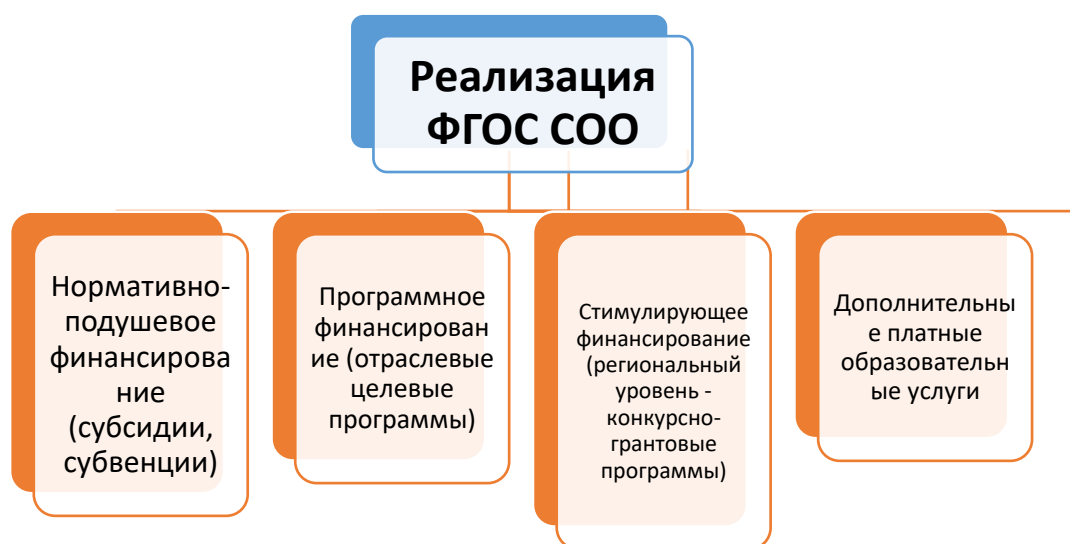 Реализация
ФГОС СОО
Нормативно-
подушевое
финансирова
ние
(субсидии,
субвенции)
Программное
финансирован
ие (отраслевые
целевые
программы)
Стимулирующее
финансирование
(региональный
уровень -
конкурсно-
грантовые
программы)
Дополнительны
е платные
образовательн
ые услуги